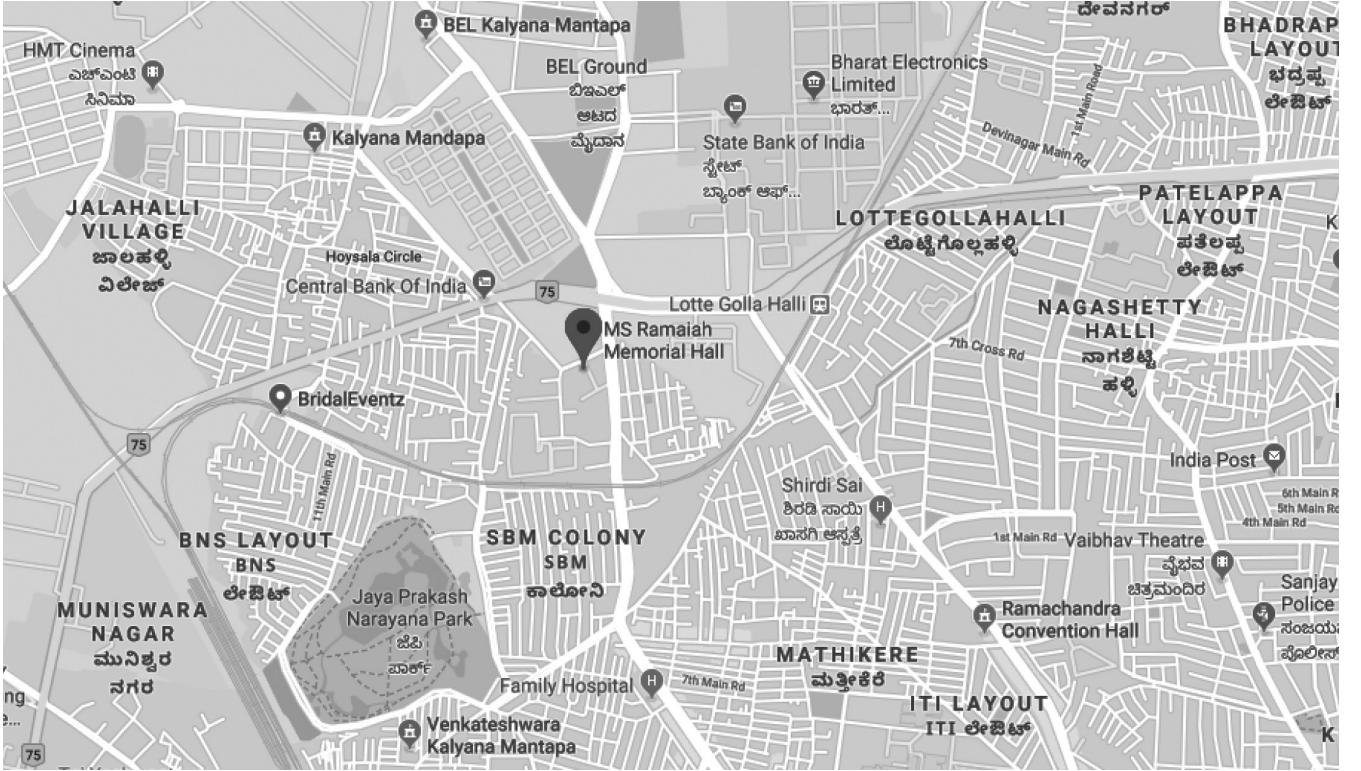 ದೇವನಗರ್
BEL Kalyana Mantapa
BHADRAP
LAYOUT
ಭದ್ರಪ್ಪ
ಲೇಔಟ್
HMT Cinema
ಎಚ್ಎಂಟಿ
ಸಿನಿಮಾ
BEL Ground
ಬಿಇಎಲ್
ಆಟದ
ಮೈದಾನ
Bharat Electronics
Limited
ಭಾರತ್...
1st Main Road
Devinagar Main Rd
Kalyana Mandapa
State Bank of India
ಸ್ಟೇಟ್
ಬ್ಯಾಂಕ್ ಆಫ್...
JALAHALLI
VILLAGE
ಜಾಲಹಳ್ಳಿ
ವಿಲೇಜ್
LOTTEGOLLAHALLI
ಲೊಟ್ಟೆಗೊಲ್ಲಹಳ್ಳಿ
PATELAPPA
LAYOUT
ಪತೇಲಪ್ಪ
ಲೇಔಟ್
K
Hoysala Circle
Central Bank Of India
75
Lotte Golla Halli
NAGASHETTY
HALLI
ನಾಗಶೆಟ್ಟಿ
ಹಳ್ಳಿ
MS Ramaiah
Memorial Hall
7th Cross Rd
BridalEventz
75
11th Main Rd
India Post
Shirdi Sai
ಶಿರಡಿ ಸಾಯಿ
ಖಾಸಗಿ ಆಸ್ಪತ್ರೆ
6th Main R
5th Main Rd
4th Main Rd
BNS LAYOUT
BNS
ಲೇಔಟ್
SBM COLONY
SBM
ಕಾಲೋನಿ
1st Main Rd
Vaibhav Theatre
ವೈಭವ
ಚಿತ್ರಮಂದಿರ
MUNISWARA
NAGAR
ಮುನಿಶ್ವರ
ನಗರ
Jaya Prakash
Narayana Park
ಜೆಪಿ
ಪಾರ್ಕ್
Sanjay
Police
ಸಂಜಯ
ಪೊಲೀಸ್
Ramachandra
Convention Hall
MATHIKERE
ಮತ್ತೀಕೆರೆ
Family Hospital
7th Main Rd
ng
ITI LAYOUT
ITI ಲೇಔಟ್
Venkateshwara
Kalyana Mantapa
K
75